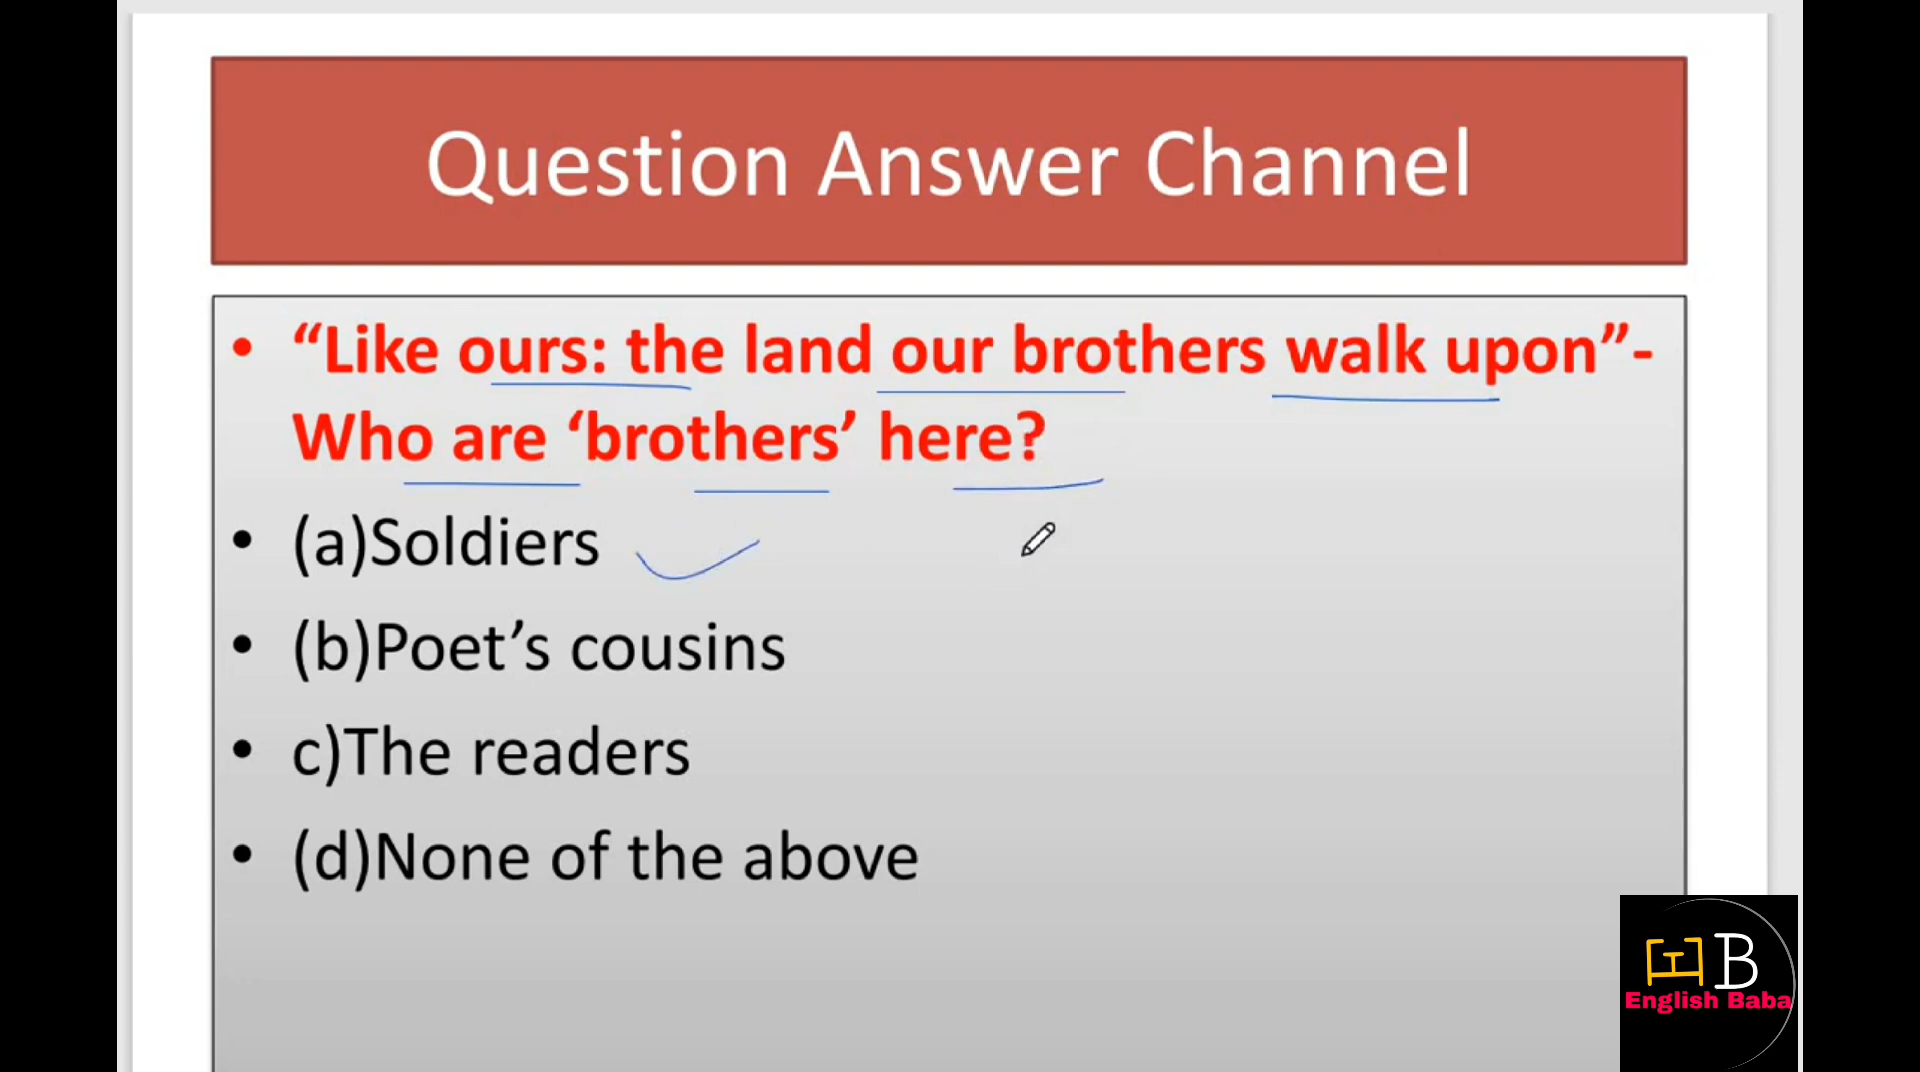 Question Answer Channel
• “Like ours: the land our brothers walk upon”-
Who are ‘brothers’ here?
• (a)Soldiers
• (b)Poet’s cousins
• c)The readers
• (d)None of the above
EB
English Baba